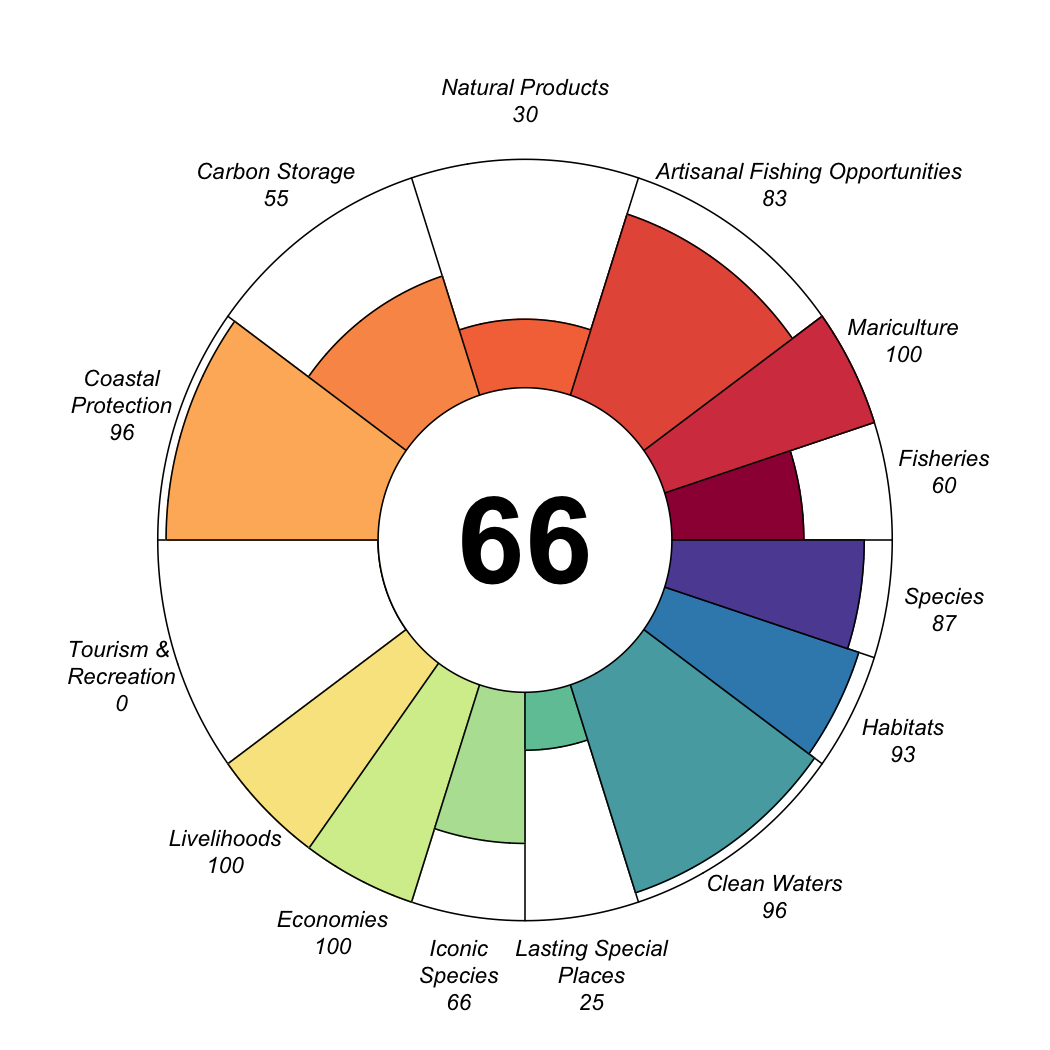 Natural Products
30
Carbon Storage
55
Artisanal Fishing Opportunities
83
Mariculture
100
Coastal
Protection
96
Fisheries
60
66
Species
87
Tourism &
Recreation
0
Habitats
93
Livelihoods
100
Clean Waters
96
Economies
100
Iconic
Species
66
Lasting Special
Places
25